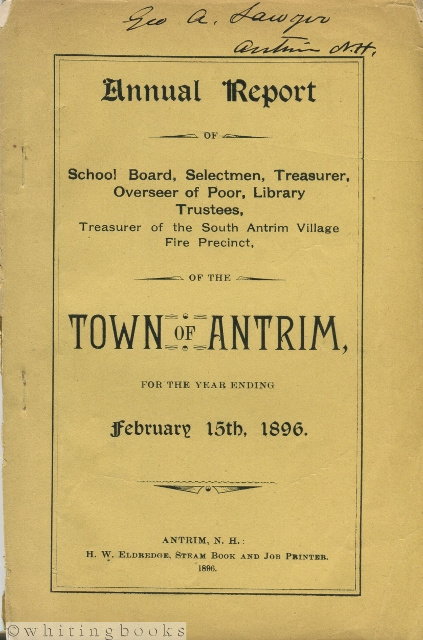 Geo A. Sawyer
Antrim N.H.
Annual Report
OF
School Board, Selectmen, Treasurer,
Overseer of Poor, Library
Trustees,
Treasurer of the South Antrim Village
Fire Precinct,
OF THE
TOWN OF ANTRIM,
FOR THE YEAR ENDING
February 15th, 1896.
ANTRIM, N. H.:
H. W. ELDREDGE, STEAM BOOK AND JOB PRINTER.
1896.
©whitingbooks